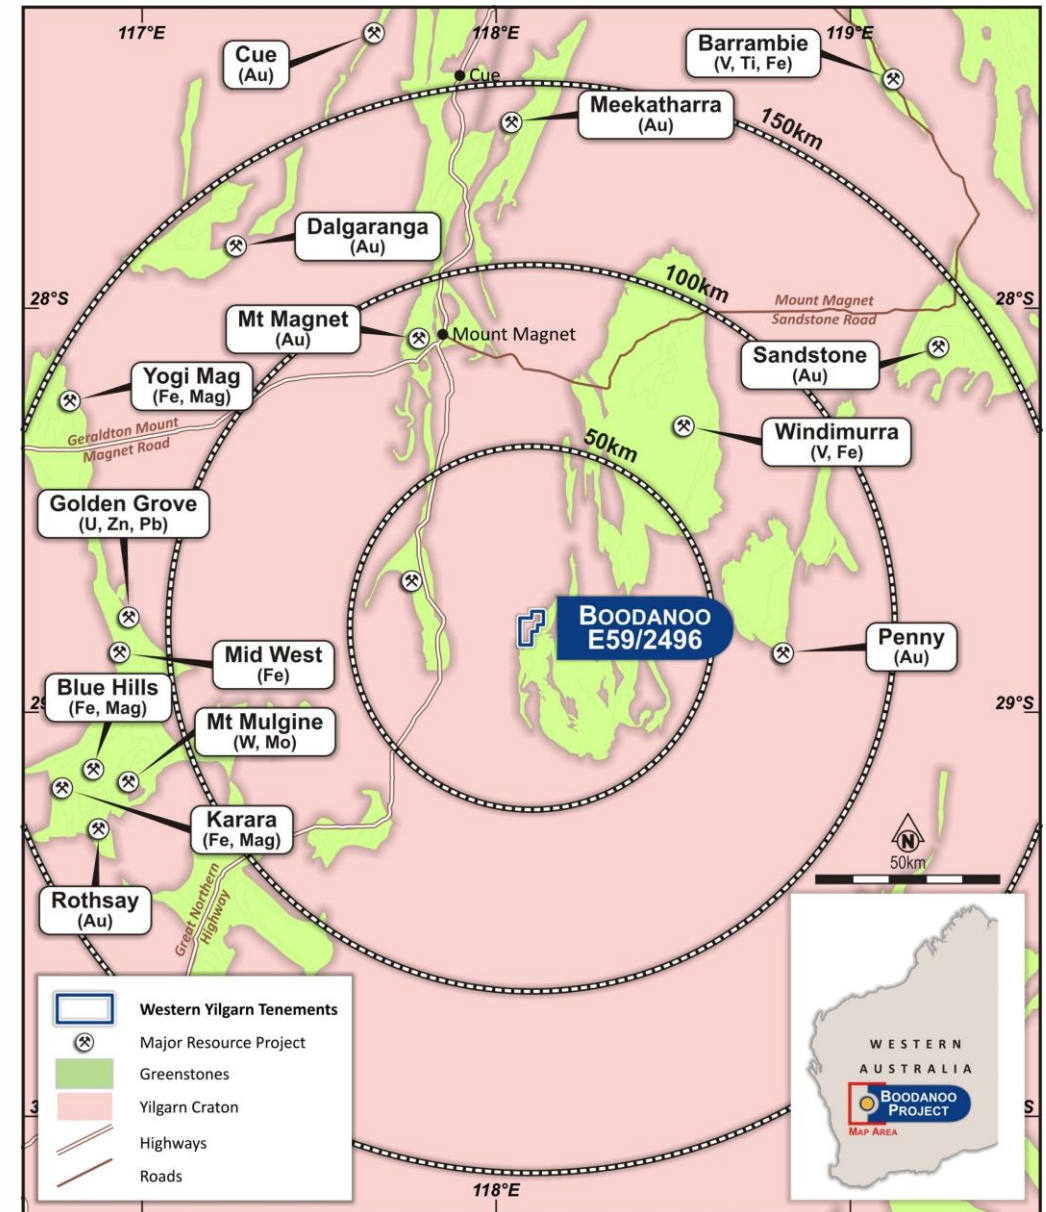 117°E
118°E
119°E
Cue
(Au)
Cue
Barrambie
(V, Ti, Fe)
Meekatharra
(Au)
150km
Dalgaranga
(Au)
28°S
100km
28°S
Mount Magnet
Sandstone Road
Mt Magnet
(Au)
Mount Magnet
Sandstone
(Au)
Yogi Mag
(Fe, Mag)
Geraldton Mount
Magnet Road
Windimurra
(V, Fe)
50km
Golden Grove
(U, Zn, Pb)
BOODANOO
E59/2496
Penny
(Au)
Mid West
(Fe)
Blue Hills
(Fe, Mag)
29
29°S
Mt Mulgine
(W, Mo)
Karara
(Fe, Mag)
N
50km
Rothsay
(Au)
Great Northern
Highway
Western Yilgarn Tenements
Major Resource Project
Greenstones
Yilgarn Craton
Highways
Roads
3
S
WESTERN
AUSTRALIA
BOODANOO
PROJECT
MAP AREA
118°E